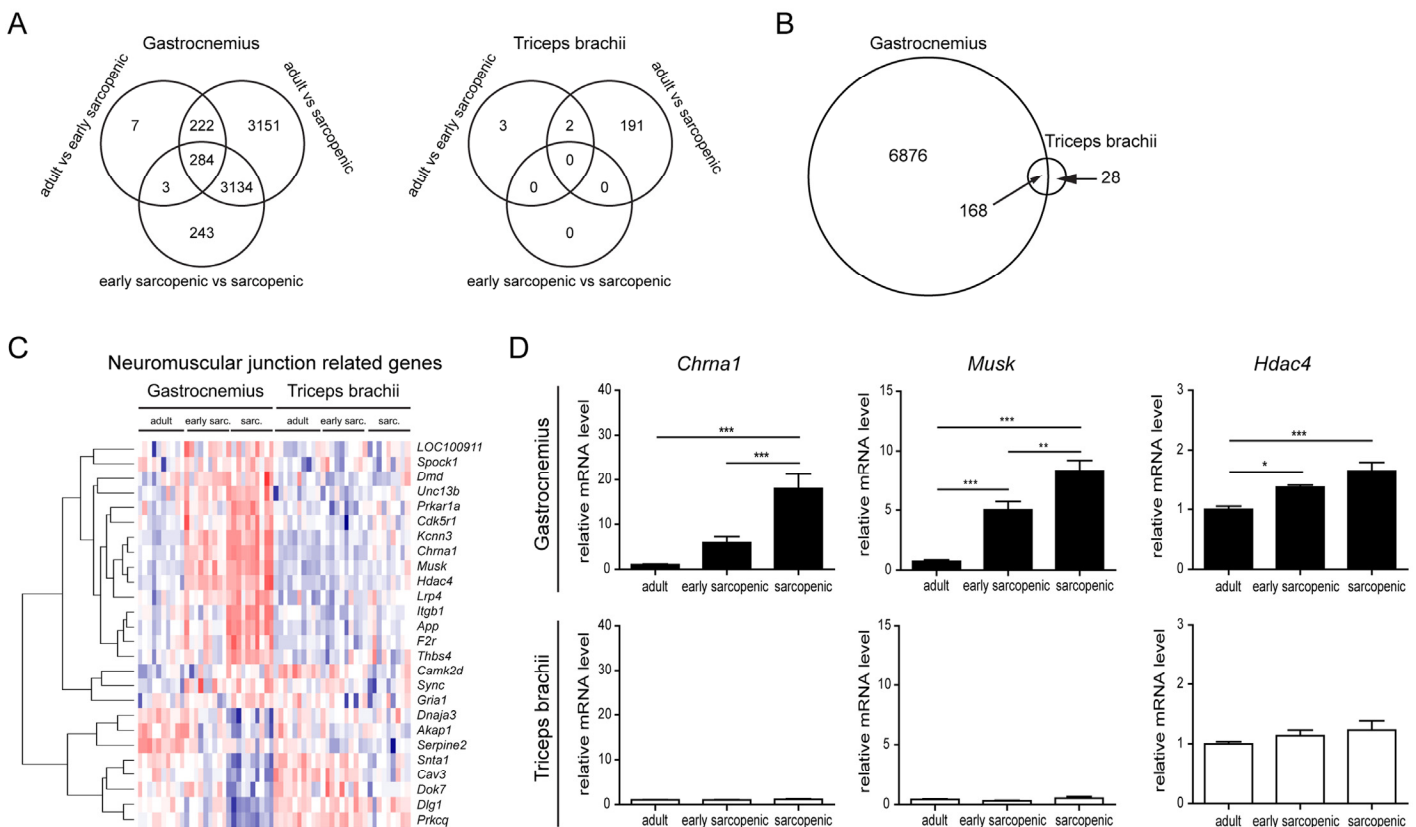 A
Gastrocnemius
adult vs early sarcopenic
adult vs sarcopenic
7
222
3151
284
3
3134
243
early sarcopenic vs sarcopenic
Triceps brachii
adult vs early sarcopenic
adult vs sarcopenic
3
2
191
0
0
0
0
early sarcopenic vs sarcopenic
B
Gastrocnemius
6876
Triceps brachii
28
168
C
Neuromuscular junction related genes
Gastrocnemius Triceps brachii
adult early sarc. sarc. adult early sarc. sarc.
LOC100911
Spock1
Dmd
Unc13b
Prkar1a
Cdk5r1
Kcnn3
Chrna1
Musk
Hdac4
Lrp4
Itgb1
App
F2r
Thbs4
Camk2d
Sync
Gria1
Dnaja3
Akap1
Serpine2
Snta1
Cav3
Dok7
Dlg1
Prkcq
D
Gastrocnemius
Chrna1
relative mRNA level
40
30
20
10
0
***
***
adult early sarcopenic sarcopenic
Musk
relative mRNA level
15
10
5
0
***
**
***
adult early sarcopenic sarcopenic
Hdac4
relative mRNA level
3
2
1
0
***
*
adult early sarcopenic sarcopenic
Triceps brachii
relative mRNA level
40
30
20
10
0
adult early sarcopenic sarcopenic
relative mRNA level
15
10
5
0
adult early sarcopenic sarcopenic
relative mRNA level
3
2
1
0
adult early sarcopenic sarcopenic